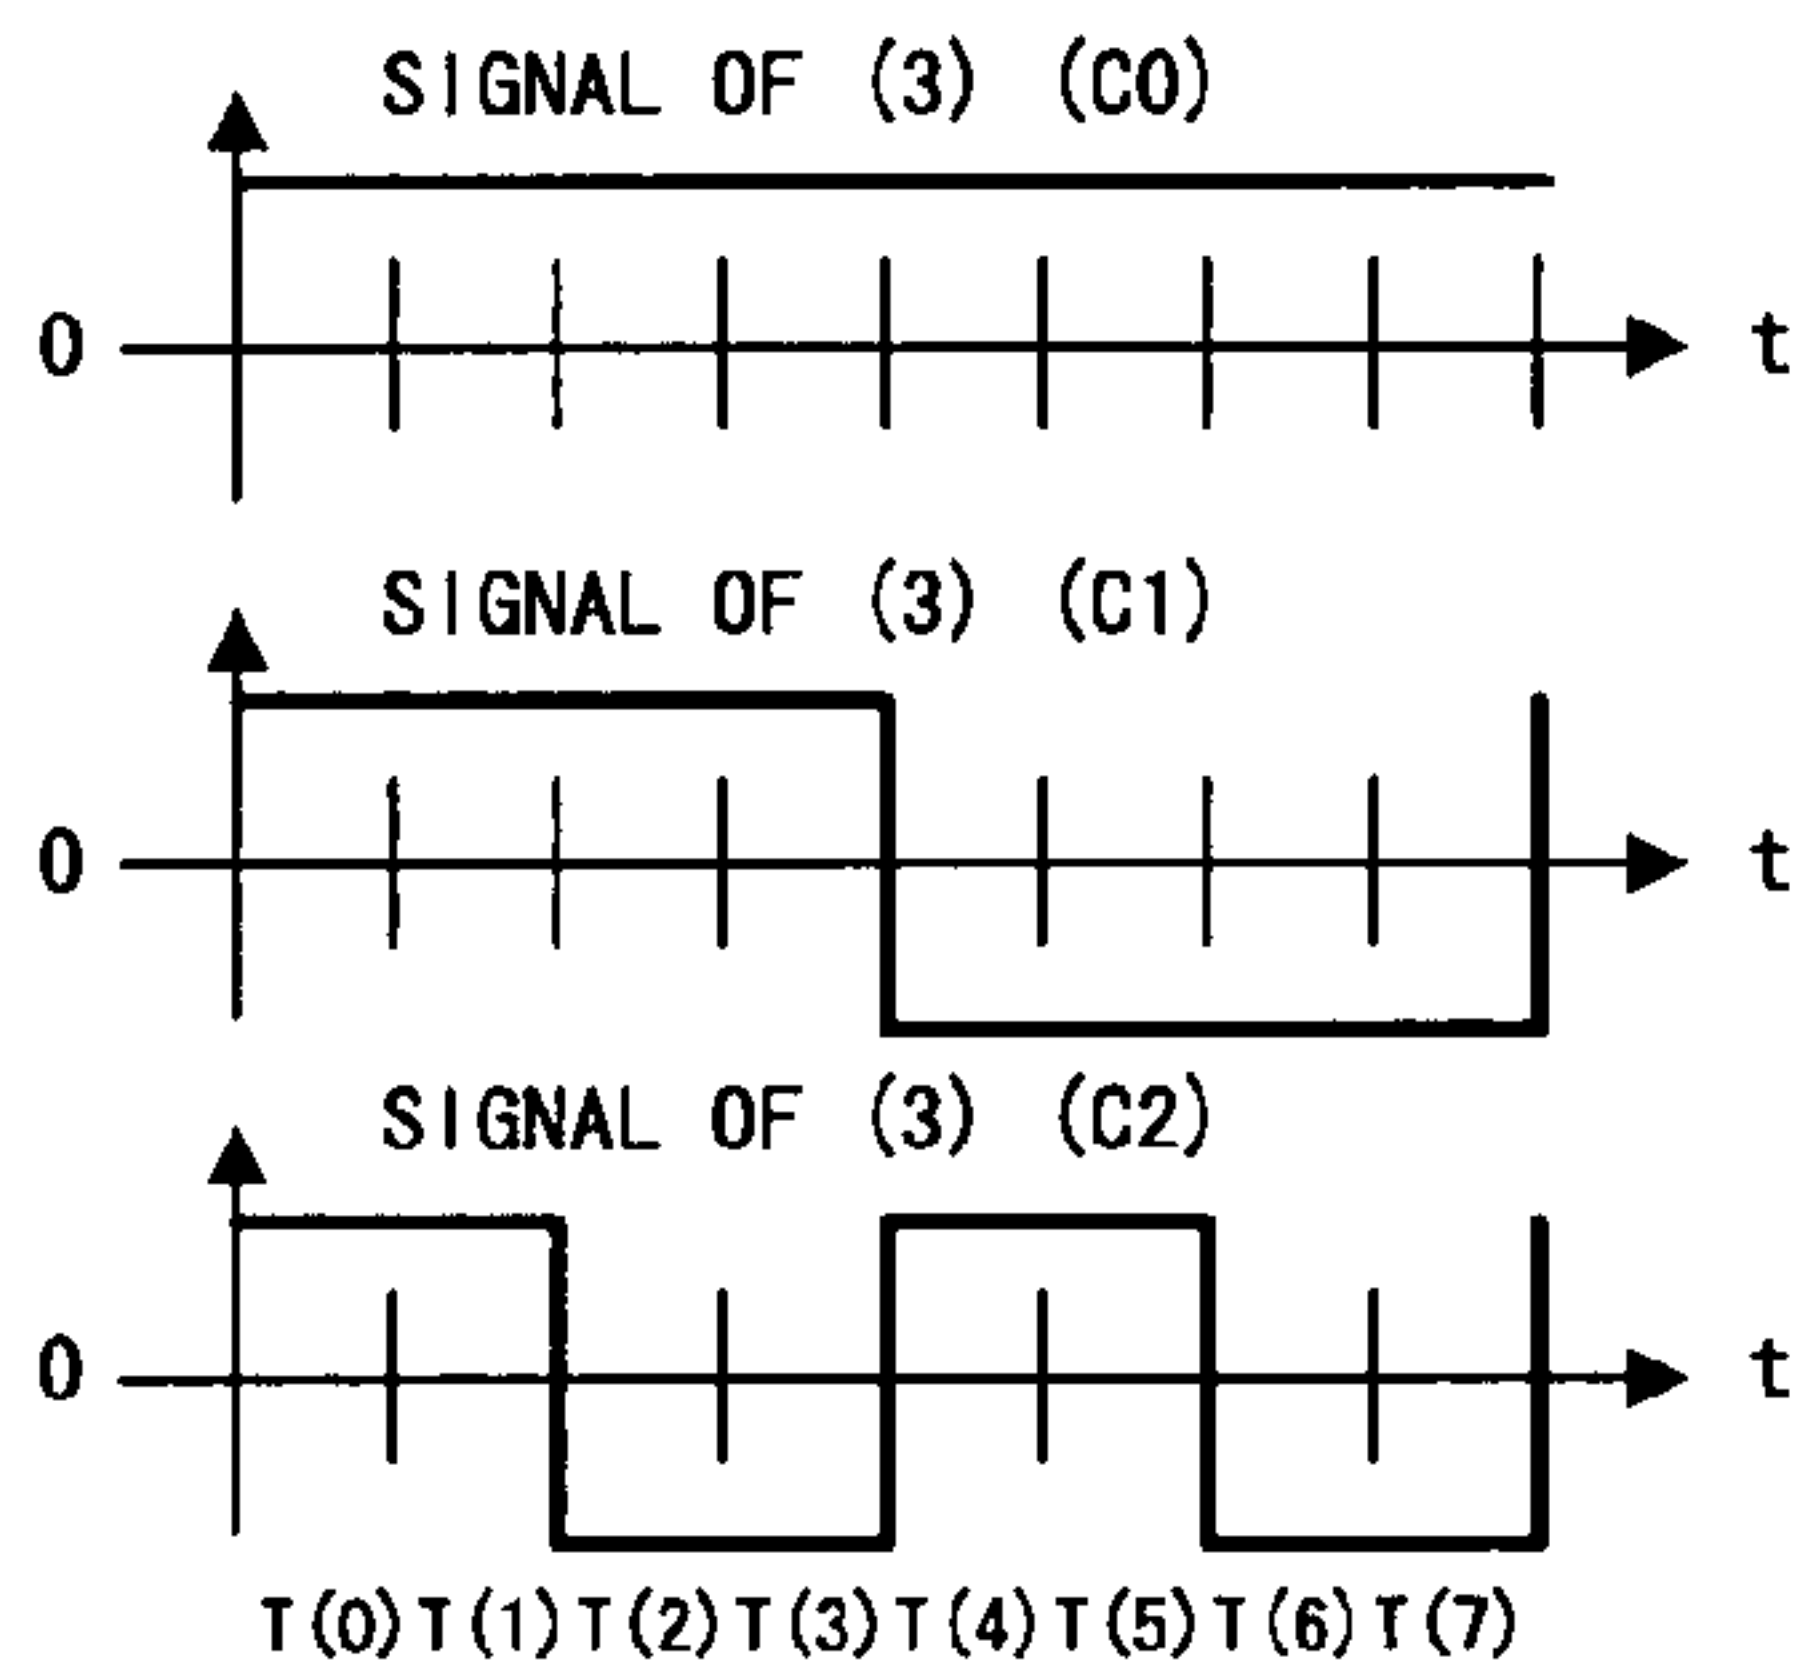 SIGNAL OF (3) (C0)
0 t
SIGNAL OF (3) (C1)
0 t
SIGNAL OF (3) (C2)
0 t
T(0) T(1) T(2) T(3) T(4) T(5) T(6) T(7)